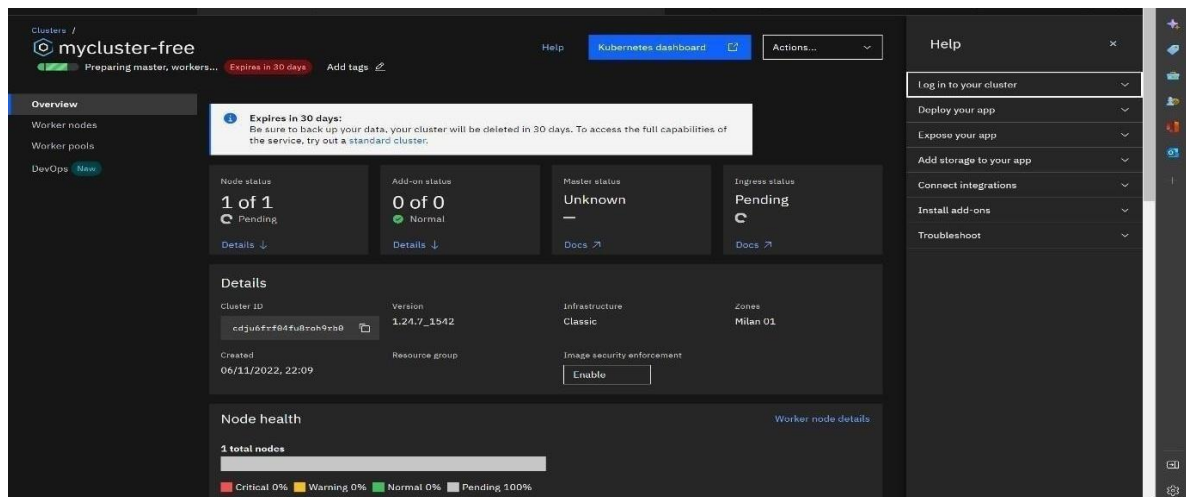 Clusters /
mycluster-free
Help
Kubernetes dashboard
Actions...
Preparing master, workers...
Expires in 30 days
Add tags
Overview
Worker nodes
Worker pools
DevOps New
Expires in 30 days:
Be sure to back up your data, your cluster will be deleted in 30 days. To access the full capabilities of
the service, try out a standard cluster.
Node status
1 of 1
Pending
Details
Add-on status
0 of 0
Normal
Details
Master status
Unknown
—
Docs
Ingress status
Pending
Docs
Details
Cluster ID
Version
Infrastructure
Zones
1.24.7_1542
Classic
Milan 01
Created
Resource group
Image security enforcement
06/11/2022, 22:09
Enable
Node health
Worker node details
1 total nodes
Critical 0% Warning 0% Normal 0% Pending 100%
Help
Log in to your cluster
Deploy your app
Expose your app
Add storage to your app
Connect integrations
Install add-ons
Troubleshoot